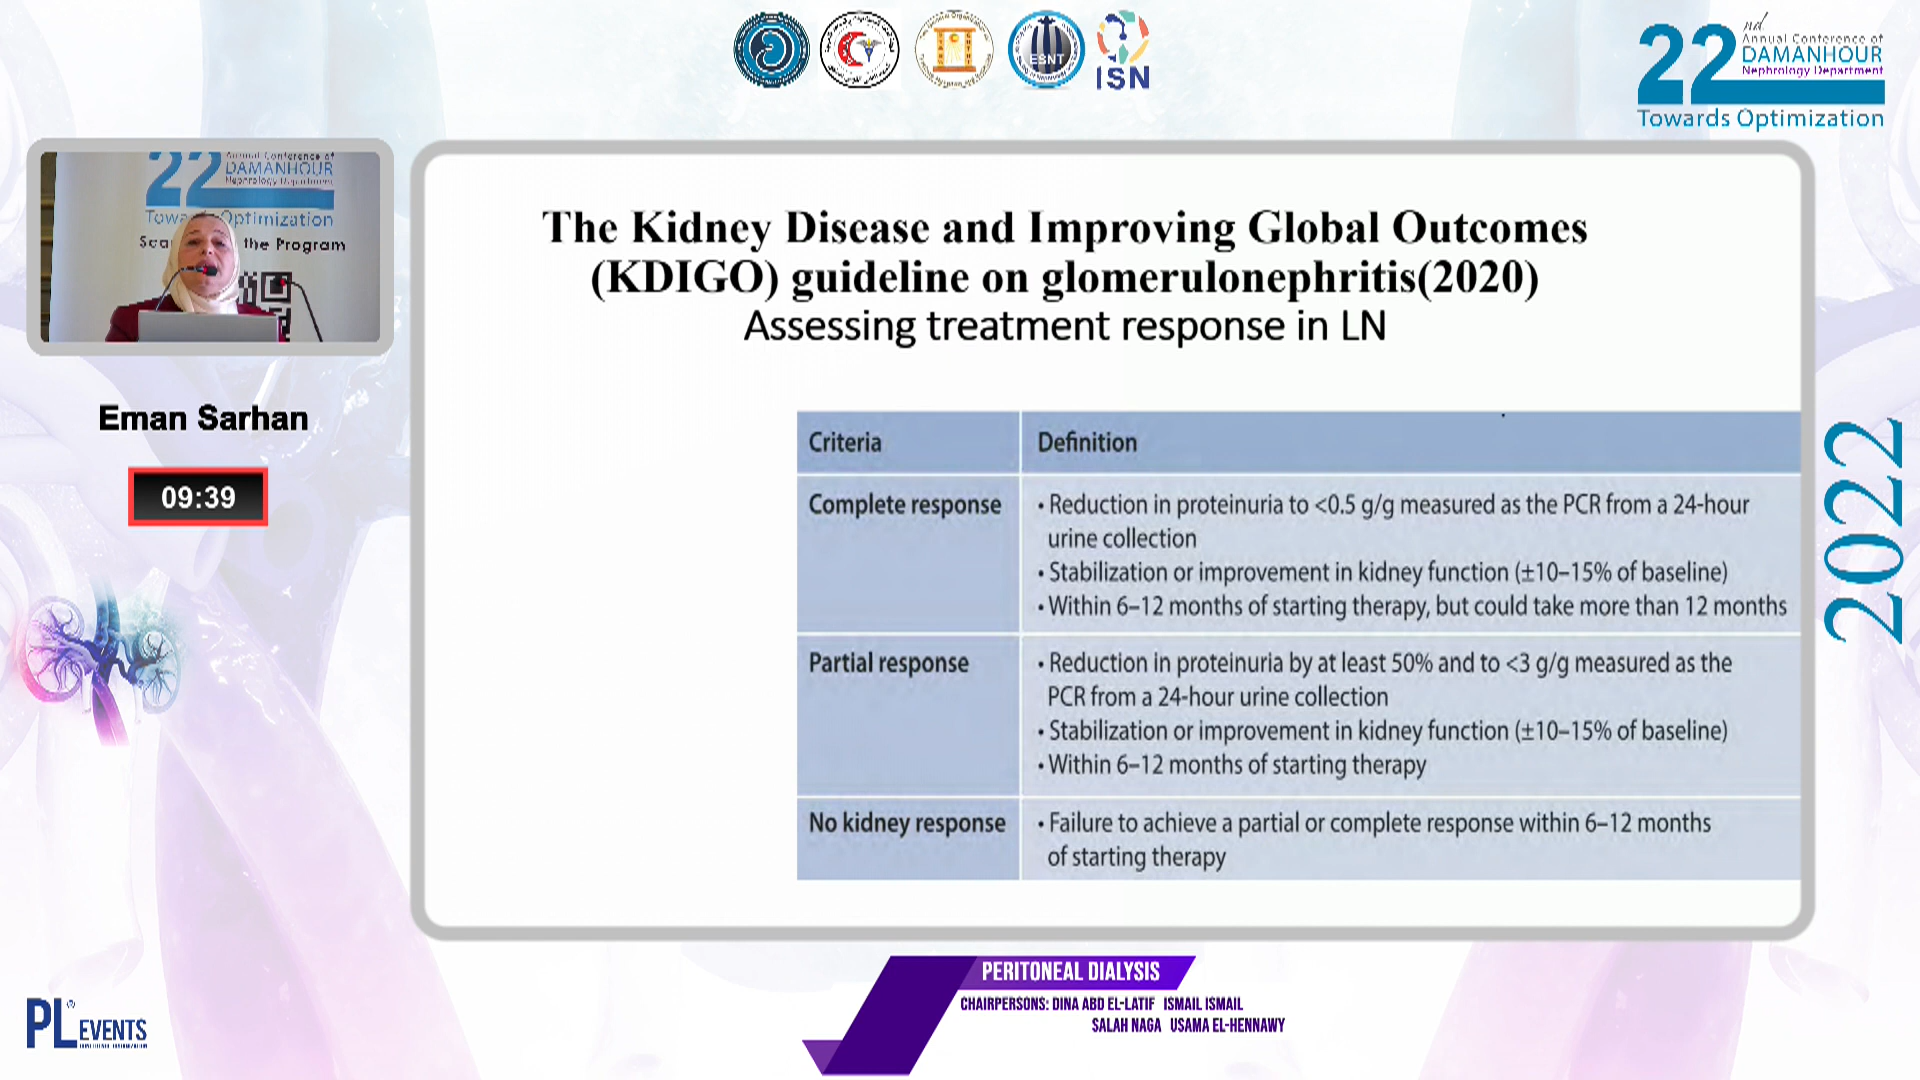 ESNT
ISN
22nd
Annual Conference of
DAMANHOUR
Nephrology Department
Towards Optimization
22
Annual Conference of
DAMANHOUR
Nephrology Department
Optimization
the Program
Eman Sarhan
09:39
The Kidney Disease and Improving Global Outcomes
(KDIGO) guideline on glomerulonephritis(2020)
Assessing treatment response in LN
Criteria
Definition
Complete response
• Reduction in proteinuria to <0.5 g/g measured as the PCR from a 24-hour
urine collection
• Stabilization or improvement in kidney function (±10–15% of baseline)
• Within 6–12 months of starting therapy, but could take more than 12 months
Partial response
• Reduction in proteinuria by at least 50% and to <3 g/g measured as the
PCR from a 24-hour urine collection
• Stabilization or improvement in kidney function (±10–15% of baseline)
• Within 6–12 months of starting therapy
No kidney response
• Failure to achieve a partial or complete response within 6–12 months
of starting therapy
2022
PERITONEAL DIALYSIS
CHAIRPERSONS: DINA ABD EL-LATIF ISMAIL ISMAIL
SALAH NAGA USAMA EL-HENNAWY
PL®
EVENTS